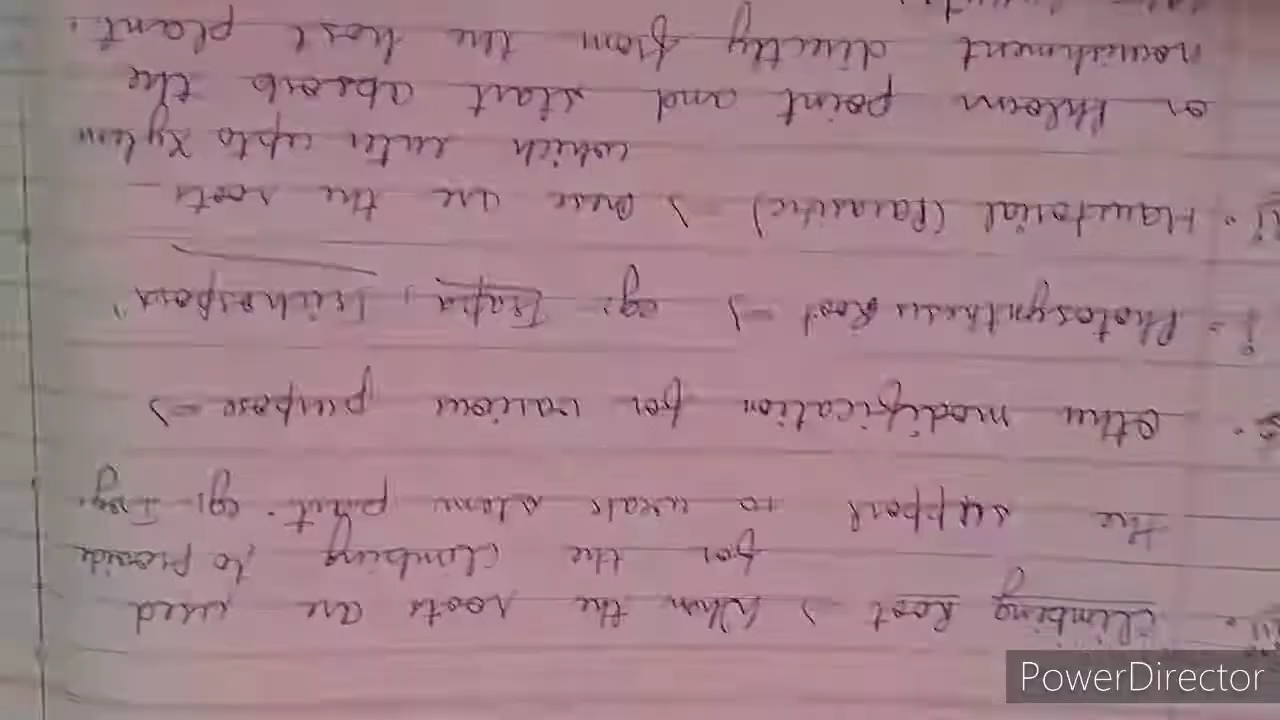 iii. Climbing Root → When the roots are used
for the climbing to provide
the support to weak stem plant. eg:
5. Other modification for various purpose →
i. Photosynthesis Root → eg: Trapa,
ii. Haustorial (Parasitic) → These are the roots
which enter upto Xylem
or Phloem point and start absorb the
nourishment directly from the host plant.
PowerDirector